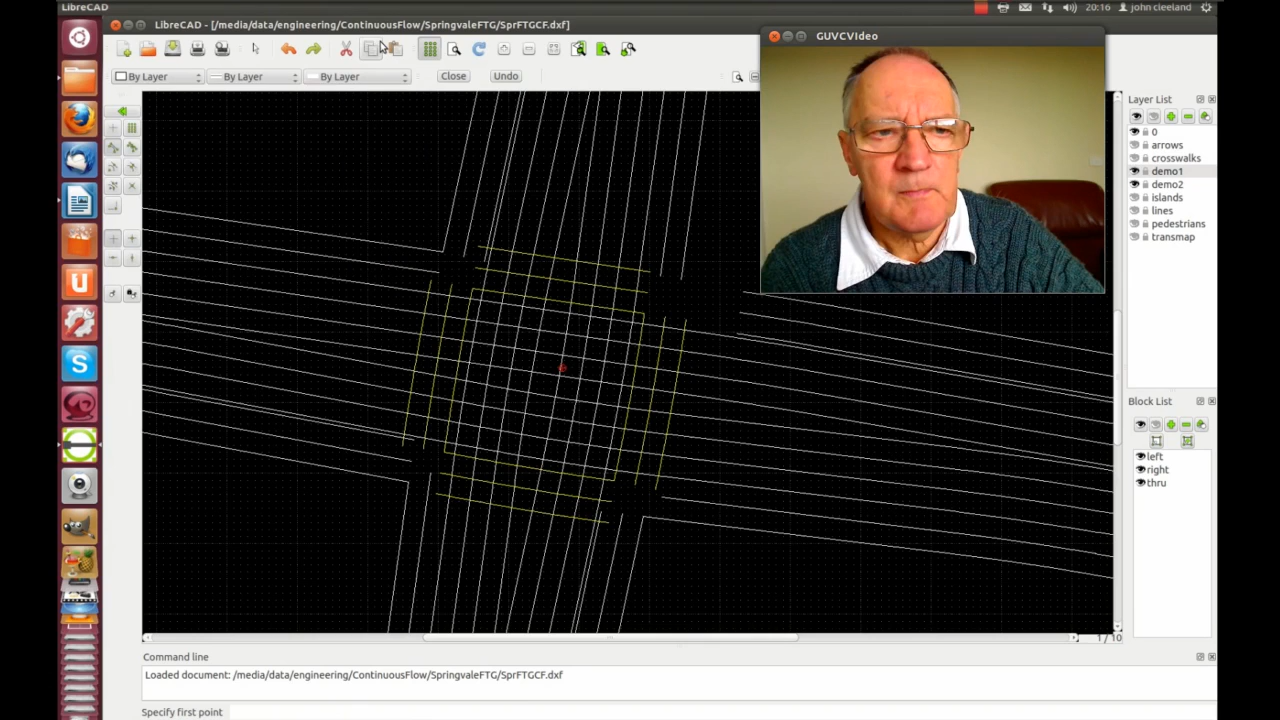 LibreCAD
20:16
john cleeland
LibreCAD - [/media/data/engineering/ContinuousFlow/SpringvaleFTG/SprFTGCF.dxf]
GUVCVIdeo
By Layer
By Layer
By Layer
Close
Undo
Layer List
0
arrows
crosswalks
demo1
demo2
islands
lines
pedestrians
transmap
Block List
left
right
thru
1 / 10
Command line
Loaded document: /media/data/engineering/ContinuousFlow/SpringvaleFTG/SprFTGCF.dxf
Specify first point